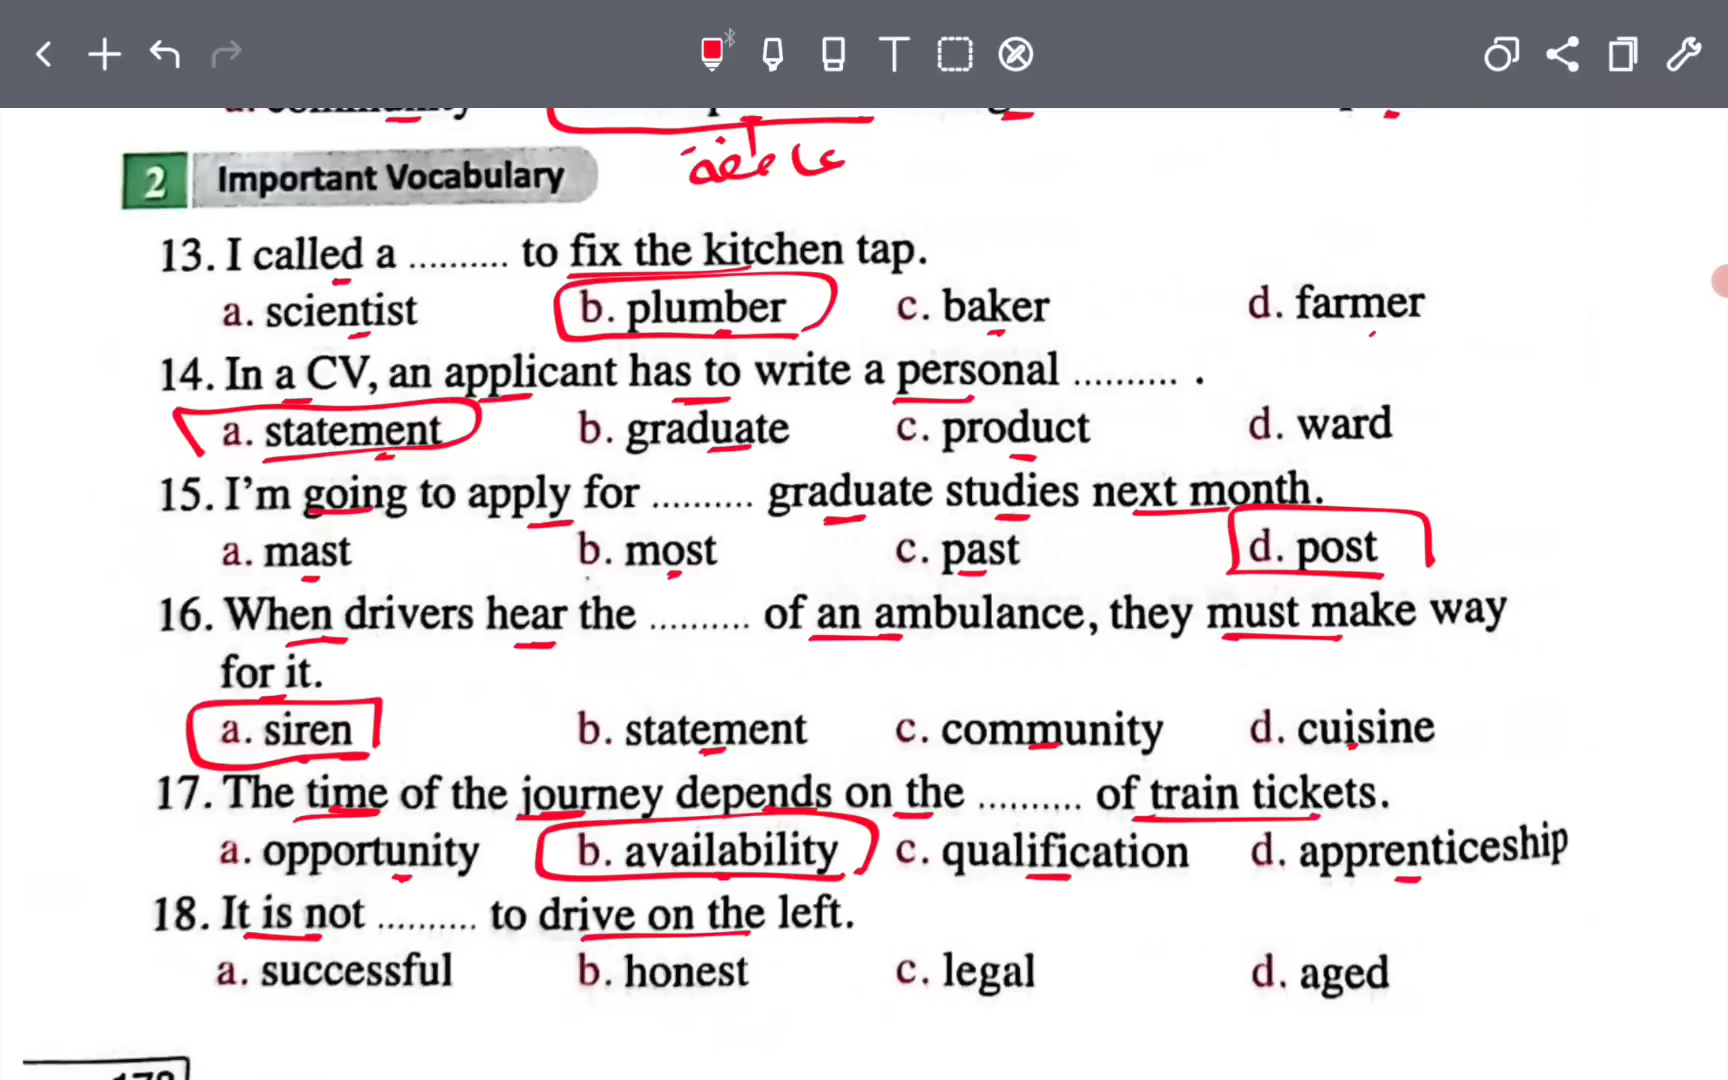 عاصفة
2 Important Vocabulary
13. I called a .......... to fix the kitchen tap.
a. scientist b. plumber c. baker d. farmer
14. In a CV, an applicant has to write a personal .......... .
a. statement b. graduate c. product d. ward
15. I'm going to apply for .......... graduate studies next month.
a. mast b. most c. past d. post
16. When drivers hear the .......... of an ambulance, they must make way
for it.
a. siren b. statement c. community d. cuisine
17. The time of the journey depends on the .......... of train tickets.
a. opportunity b. availability c. qualification d. apprenticeship
18. It is not .......... to drive on the left.
a. successful b. honest c. legal d. aged